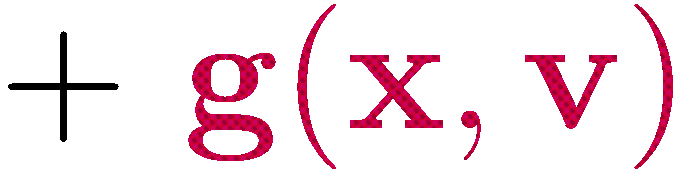 + g(x, v)